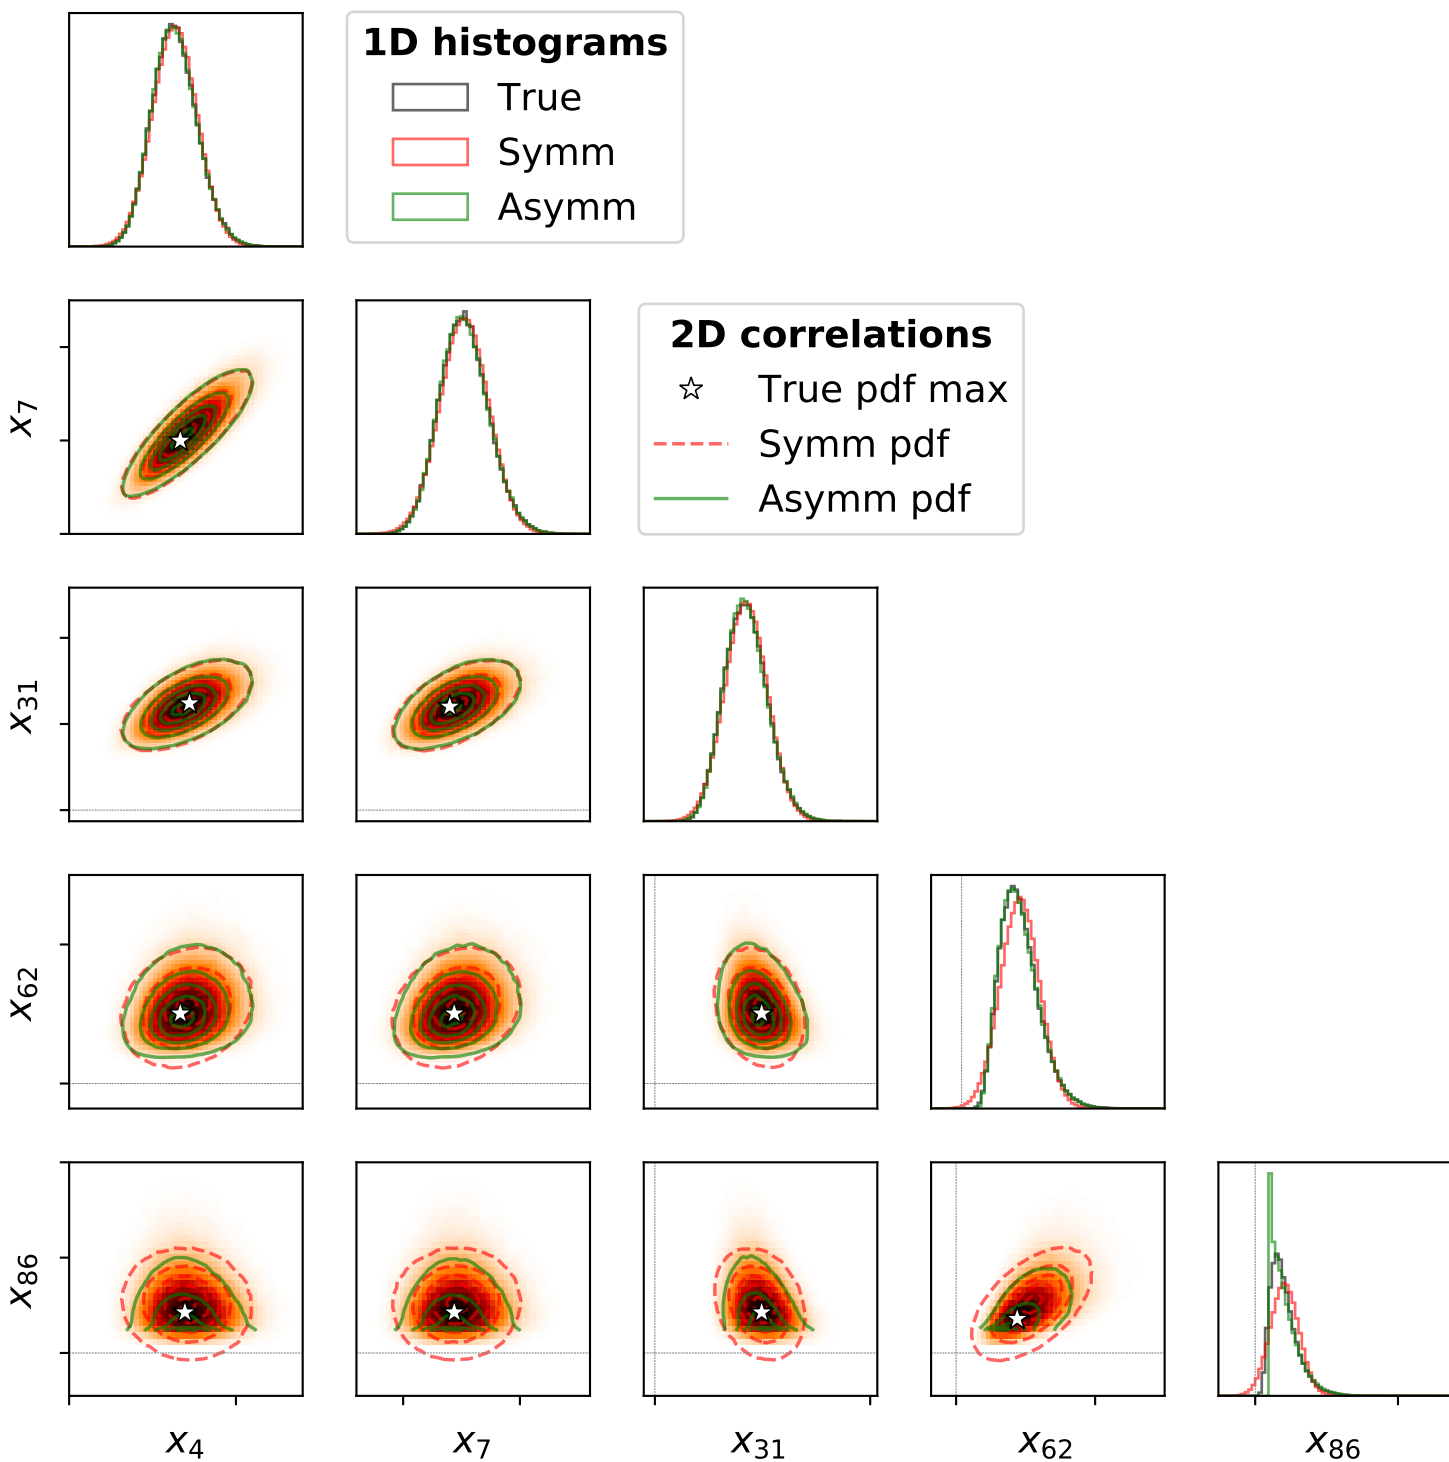 1D histograms
True
Symm
Asymm
x7
2D correlations
True pdf max
Symm pdf
Asymm pdf
x31
x62
x86
x4 x7 x31 x62 x86